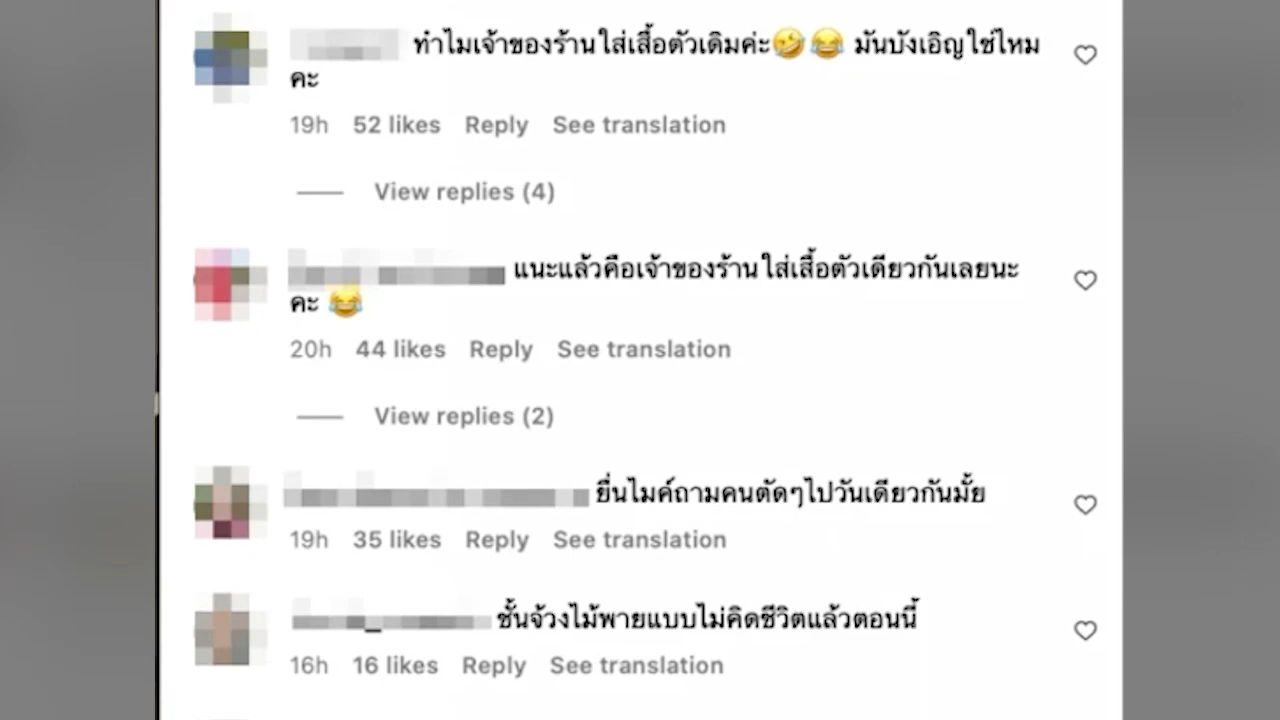 ทำไมเจ้าของร้านใส่เสื้อตัวเดิมค่ะ🤣😂 มันบังเอิญใช่ไหม
คะ
19h 52 likes Reply See translation
View replies (4)
แนะแล้วคือเจ้าของร้านใส่เสื้อตัวเดียวกันเลยนะ
คะ 😂
20h 44 likes Reply See translation
View replies (2)
ยื่นไมค์ถามคนตัดๆไปวันเดียวกันมั้ย
19h 35 likes Reply See translation
ชั้นจ้วงไม้พายแบบไม่คิดชีวิตแล้วตอนนี้
16h 16 likes Reply See translation